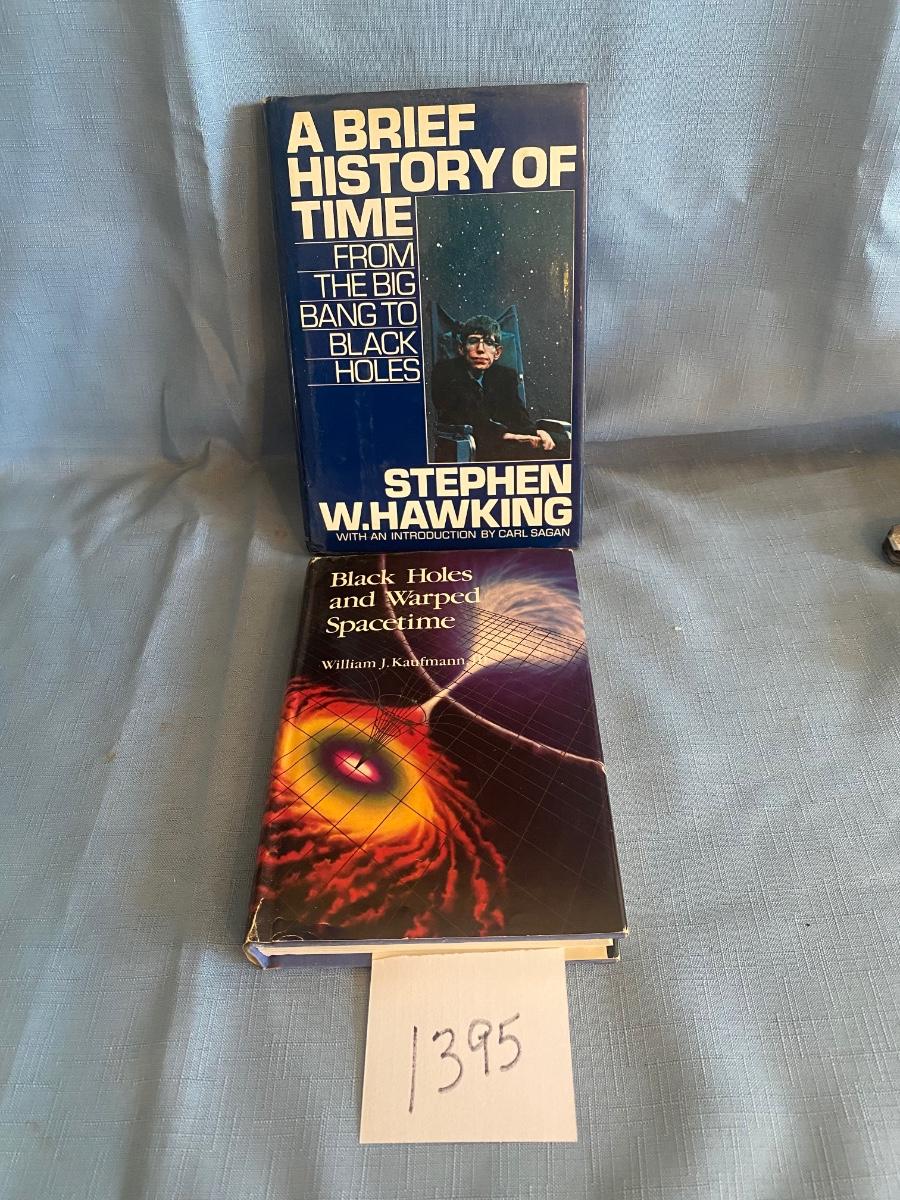 A BRIEF
HISTORY OF
TIME
FROM
THE BIG
BANG TO
BLACK
HOLES
STEPHEN
W. HAWKING
WITH AN INTRODUCTION BY CARL SAGAN
Black Holes
and Warped
Spacetime
William J. Kaufmann, III
1395